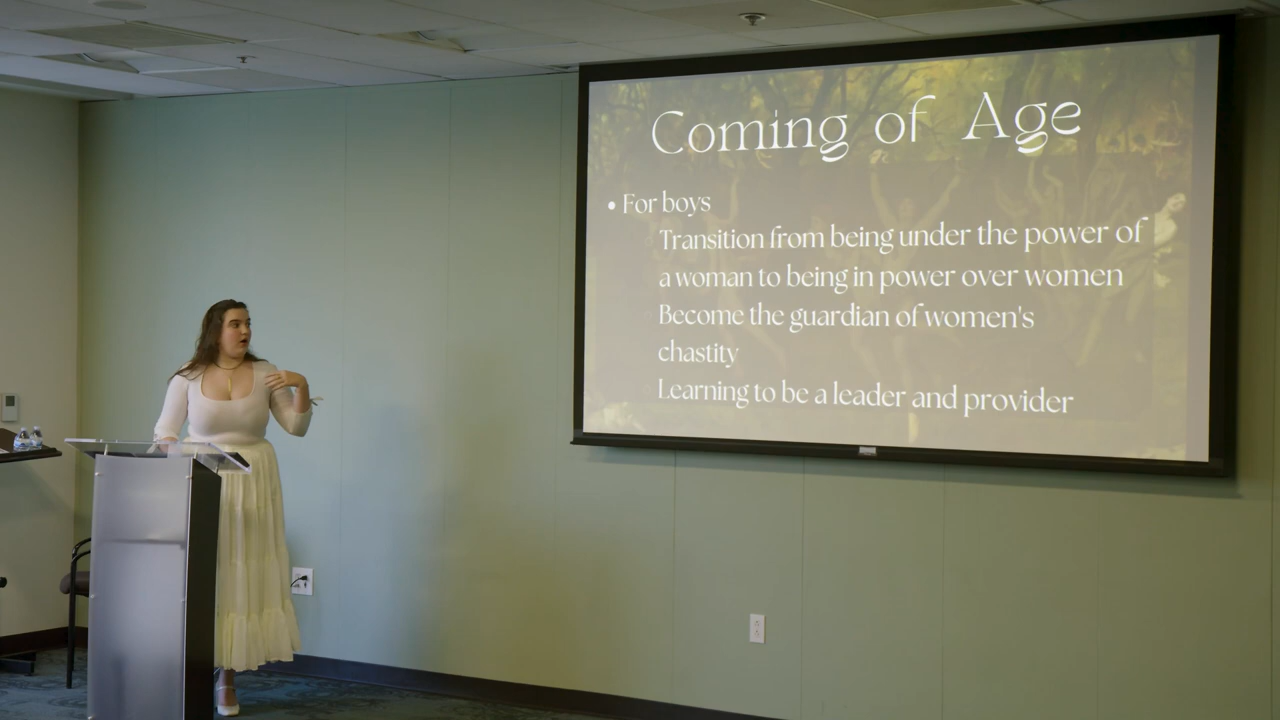 Coming of Age
• For boys
Transition from being under the power of
a woman to being in power over women
Become the guardian of women's
chastity
Learning to be a leader and provider